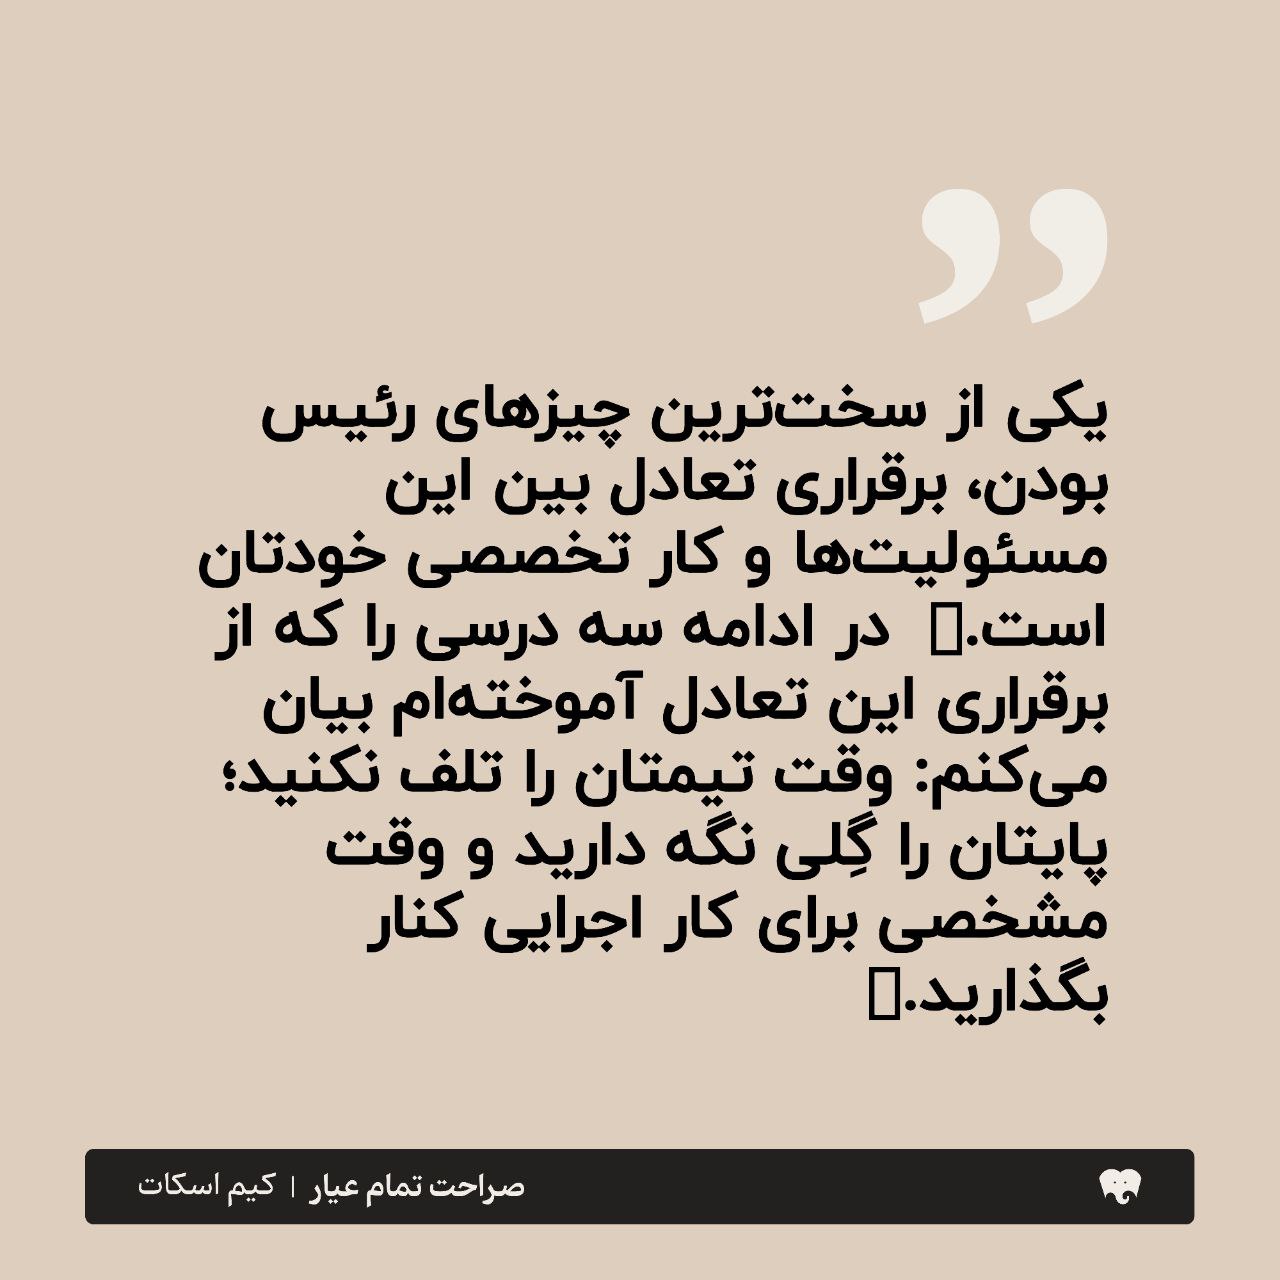 یکی از سخت‌ترین چیزهای رئیس
بودن، برقراری تعادل بین این
مسئولیت‌ها و کار تخصصی خودتان
است. در ادامه سه درسی را که از
برقراری این تعادل آموخته‌ام بیان
می‌کنم: وقت تیمتان را تلف نکنید؛
پایتان را گِلی نگه دارید و وقت
مشخصی برای کار اجرایی کنار
بگذارید.
صراحت تمام عیار | کیم اسکات